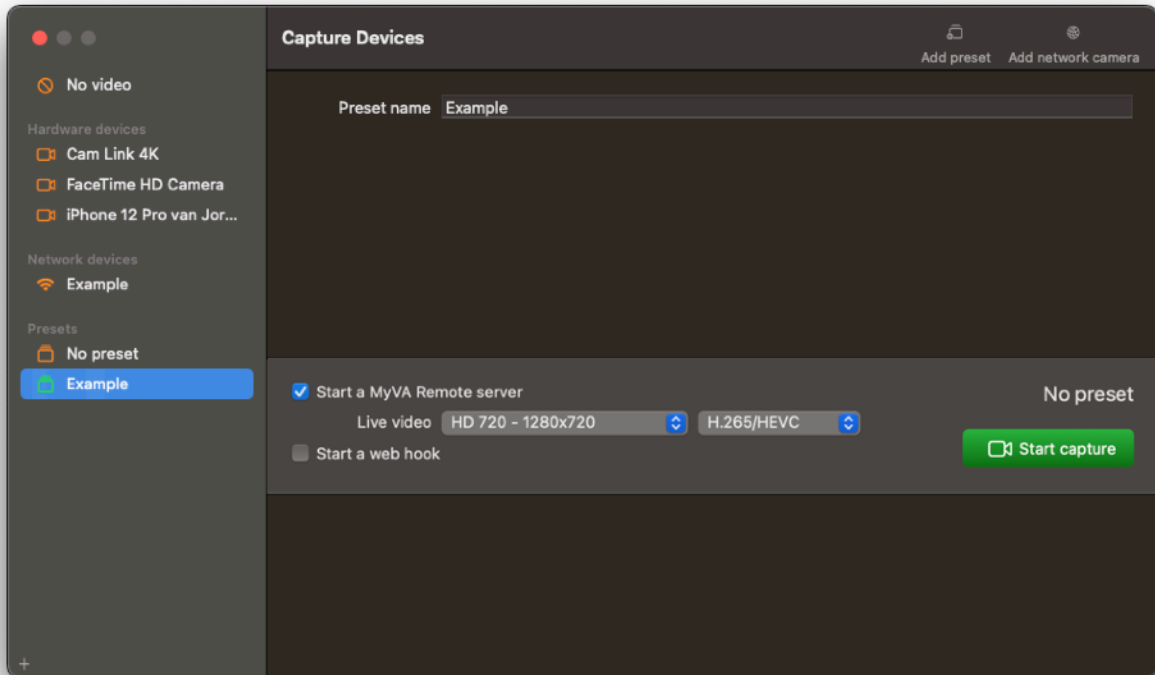 Capture Devices
Add preset
Add network camera
No video
Hardware devices
Cam Link 4K
FaceTime HD Camera
iPhone 12 Pro van Jor...
Network devices
Example
Presets
No preset
Example
Preset name Example
Start a MyVA Remote server
Live video HD 720 - 1280x720 H.265/HEVC
Start a web hook
No preset
Start capture